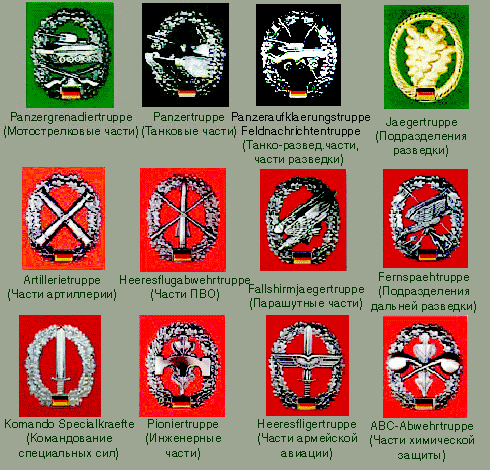 Panzergrenadiertruppe
(Мотострелковые части)
Panzertruppe
(Танковые части)
Panzeraufklaerungstruppe
Feldnachrichtentruppe
(Танко-развед.части,
части разведки)
Jaegertruppe
(Подразделения
разведки)
Artillerietruppe
(Части артиллерии)
Heeresflugabwehrtruppe
(Части ПВО)
Fallshirmjaegertruppe
(Парашутные части)
Fernspaehtruppe
(Подразделения
дальней разведки)
Komando Specialkraefte
(Командование
специальных сил)
Pioniertruppe
(Инженерные
части)
Heeresfligertruppe
(Части армейской
авиации)
ABC-Abwehrtruppe
(Части химической
защиты)